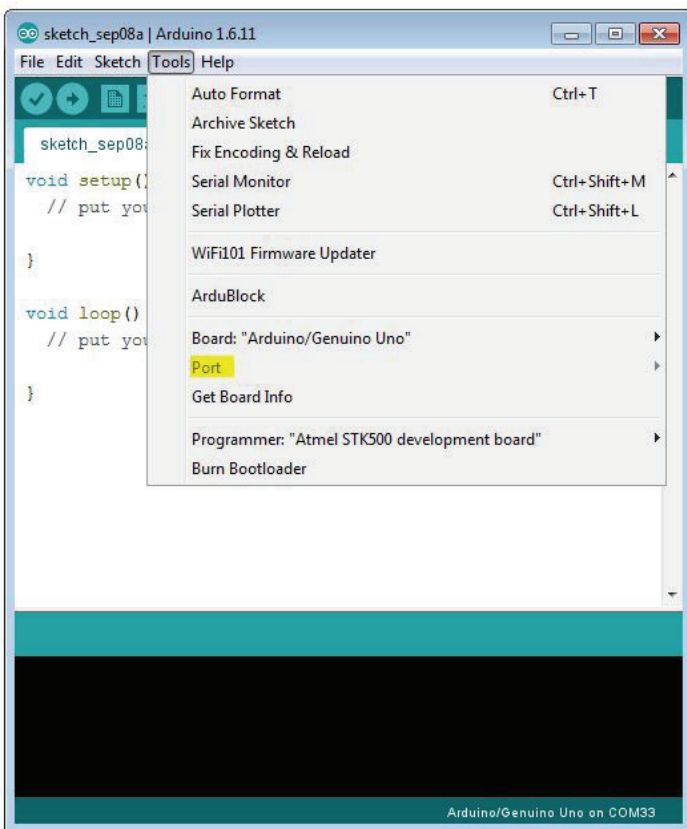 sketch_sep08a | Arduino 1.6.11
File Edit Sketch Tools Help
Auto Format Ctrl+T
Archive Sketch
sketch_sep08a
Fix Encoding & Reload
void setup()
Serial Monitor Ctrl+Shift+M
// put you
Serial Plotter Ctrl+Shift+L
}
WiFi101 Firmware Updater
ArduBlock
void loop()
// put you
Board: "Arduino/Genuino Uno"
Port
}
Get Board Info
Programmer: "Atmel STK500 development board"
Burn Bootloader
Arduino/Genuino Uno on COM33